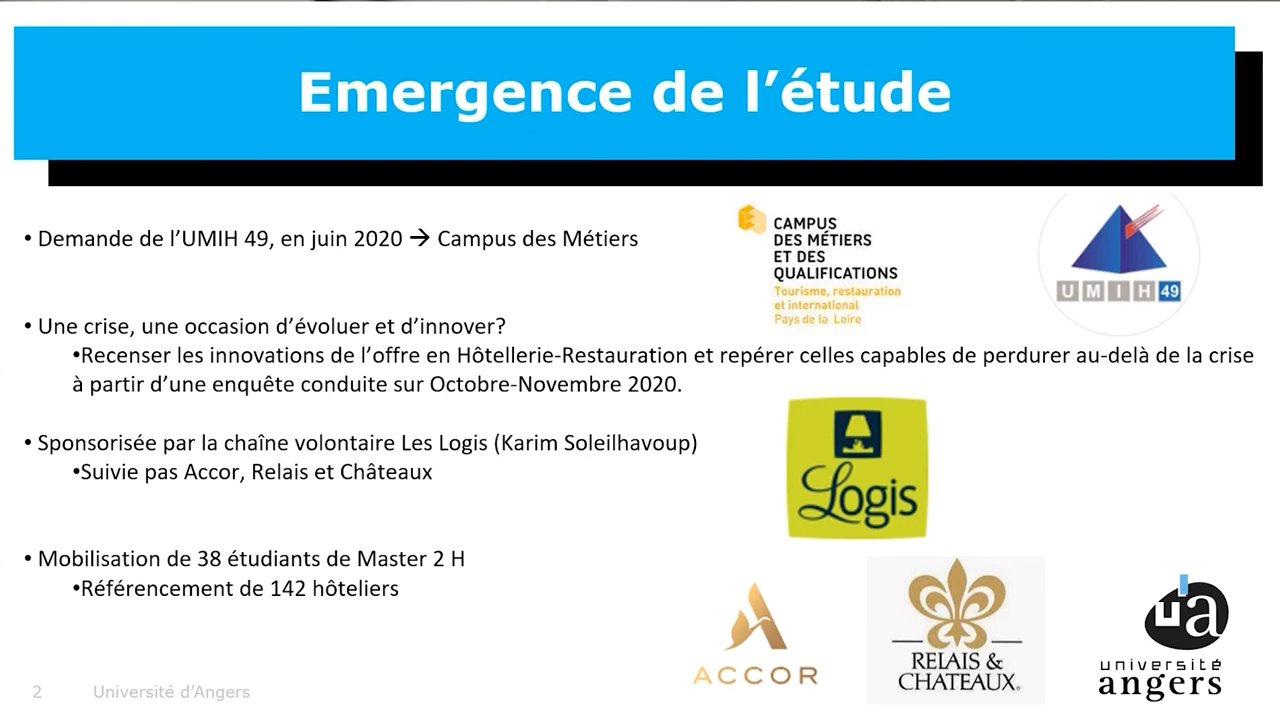 Emergence de l’étude
• Demande de l’UMIH 49, en juin 2020 → Campus des Métiers
CAMPUS
DES MÉTIERS
ET DES
QUALIFICATIONS
Tourisme, restauration
et international
Pays de la Loire
UMIH 49
• Une crise, une occasion d’évoluer et d’innover?
•Recenser les innovations de l’offre en Hôtellerie-Restauration et repérer celles capables de perdurer au-delà de la crise
à partir d’une enquête conduite sur Octobre-Novembre 2020.
• Sponsorisée par la chaîne volontaire Les Logis (Karim Soleilhavoup)
•Suivie pas Accor, Relais et Châteaux
Logis
• Mobilisation de 38 étudiants de Master 2 H
•Référencement de 142 hôteliers
ACCOR
RELAIS &
CHATEAUX®
ua
université
angers
2 Université d’Angers